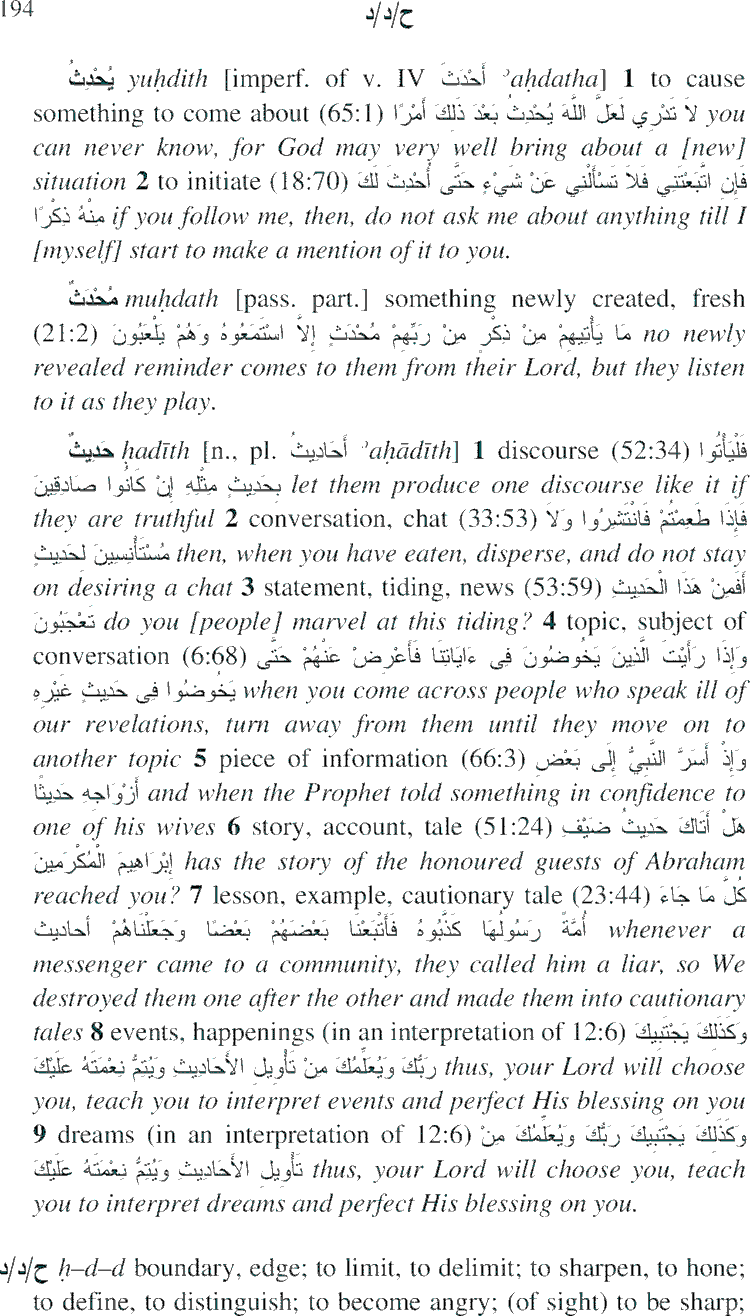 194
ح/د/د
يُحْدِثُ yuḥdith [imperf. of v. IV أَحْدَثَ ʾaḥdatha] 1 to cause
something to come about (65:1) لاَ تَدْرِي لَعَلَّ اللَّهَ يُحْدِثُ بَعْدَ ذَلِكَ أَمْرًا you
can never know, for God may very well bring about a [new]
situation 2 to initiate (18:70) فَإِن اتَّبَعْتَنِي فَلاَ تَسْأَلْنِي عَنْ شَيْءٍ حَتَّى أُحْدِثَ لَكَ
مِنْهُ ذِكْرًا if you follow me, then, do not ask me about anything till I
[myself] start to make a mention of it to you.
مُحْدَثٌ muḥdath [pass. part.] something newly created, fresh
(21:2) مَا يَأْتِيهِمْ مِنْ ذِكْرٍ مِنْ رَبِّهِمْ مُحْدَثٍ إِلاَّ اسْتَمَعُوهُ وَهُمْ يَلْعَبُونَ no newly
revealed reminder comes to them from their Lord, but they listen
to it as they play.
حَدِيثٌ ḥadīth [n., pl. أَحَادِيثُ ʾaḥādīth] 1 discourse (52:34) فَلْيَأْتُوا
بِحَدِيثٍ مِثْلِهِ إِنْ كَانُوا صَادِقِينَ let them produce one discourse like it if
they are truthful 2 conversation, chat (33:53) فَإِذَا طَعِمْتُمْ فَانْتَشِرُوا وَلاَ
مُسْتَأْنِسِينَ لحَدِيثٍ then, when you have eaten, disperse, and do not stay
on desiring a chat 3 statement, tiding, news (53:59) أَفَمِنْ هَذَا الْحَدِيثِ
تَعْجَبُونَ do you [people] marvel at this tiding? 4 topic, subject of
conversation (6:68) وَإِذَا رَأَيْتَ الَّذِينَ يَخُوضُونَ فِى ءَايَاتِنَا فَأَعْرِضْ عَنْهُمْ حَتَّى
يَخُوضُوا فِى حَدِيثٍ غَيْرِهِ when you come across people who speak ill of
our revelations, turn away from them until they move on to
another topic 5 piece of information (66:3) وَإِذْ أَسَرَّ النَّبِيُّ إِلَى بَعْضِ
أَزْوَاجِهِ حَدِيثًا and when the Prophet told something in confidence to
one of his wives 6 story, account, tale (51:24) هَلْ أَتَاكَ حَدِيثُ ضَيْفِ
إِبْرَاهِيمَ الْمُكْرَمِينَ has the story of the honoured guests of Abraham
reached you? 7 lesson, example, cautionary tale (23:44) كُلَّ مَا جَاءَ
أُمَّةً رَسُولُهَا كَذَّبُوهُ فَأَتْبَعْنَا بَعْضَهُمْ بَعْضًا وَجَعَلْنَاهُمْ أحاديث whenever a
messenger came to a community, they called him a liar, so We
destroyed them one after the other and made them into cautionary
tales 8 events, happenings (in an interpretation of 12:6) وَكَذَلِكَ يَجْتَبِيكَ
رَبُّكَ وَيُعَلِّمُكَ مِنْ تَأْوِيلِ الأَحَادِيثِ وَيُتِمُّ نِعْمَتَهُ عَلَيْكَ thus, your Lord will choose
you, teach you to interpret events and perfect His blessing on you
9 dreams (in an interpretation of 12:6) وَكَذَلِكَ يَجْتَبِيكَ رَبُّكَ وَيُعَلِّمُكَ مِنْ
تَأْوِيلِ الأَحَادِيثِ وَيُتِمُّ نِعْمَتَهُ عَلَيْكَ thus, your Lord will choose you, teach
you to interpret dreams and perfect His blessing on you.
ح/د/د ḥ–d–d boundary, edge; to limit, to delimit; to sharpen, to hone;
to define, to distinguish; to become angry; (of sight) to be sharp;